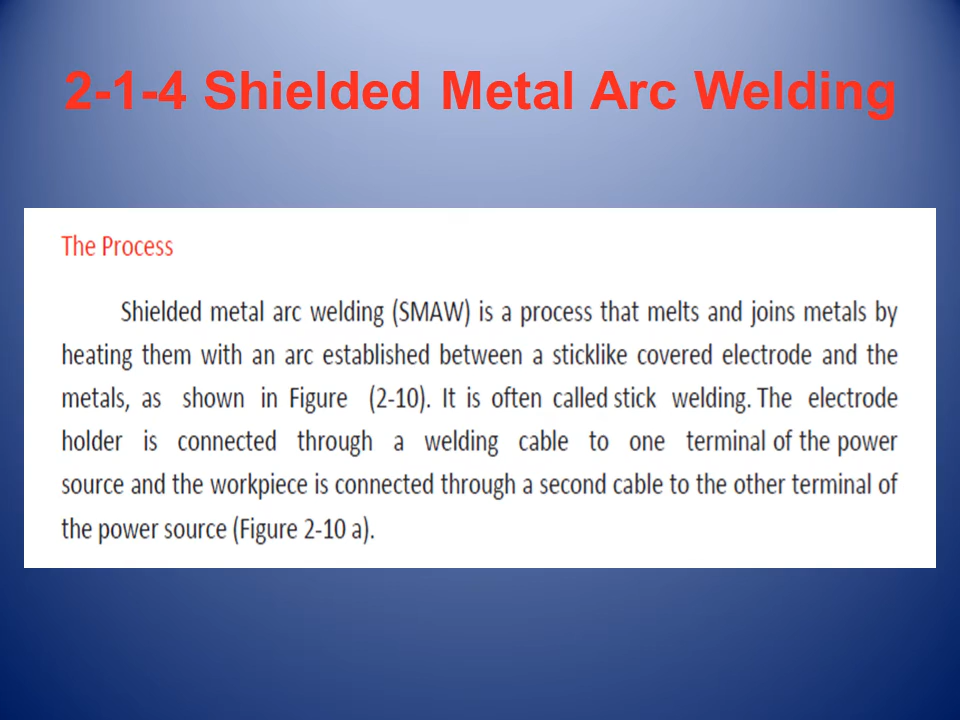 2-1-4 Shielded Metal Arc Welding
The Process
Shielded metal arc welding (SMAW) is a process that melts and joins metals by
heating them with an arc established between a sticklike covered electrode and the
metals, as shown in Figure (2-10). It is often called stick welding. The electrode
holder is connected through a welding cable to one terminal of the power
source and the workpiece is connected through a second cable to the other terminal of
the power source (Figure 2-10 a).